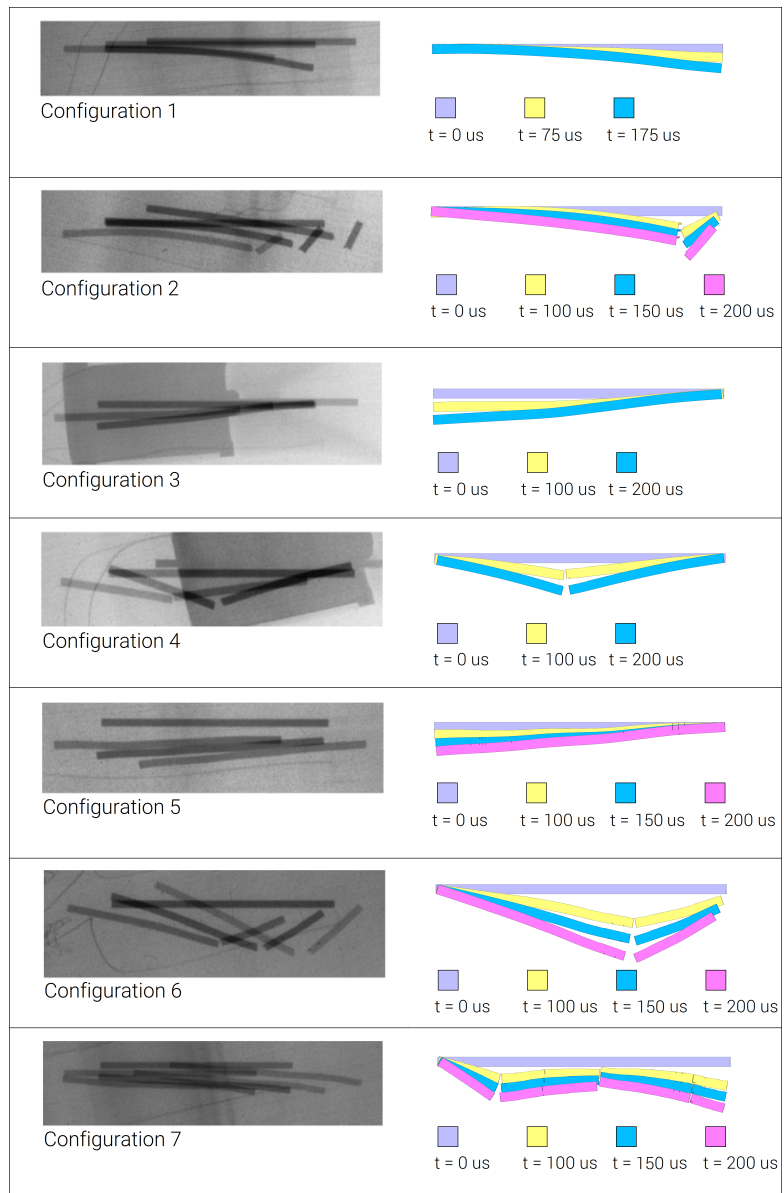 Configuration 1
t = 0 us t = 75 us t = 175 us
Configuration 2
t = 0 us t = 100 us t = 150 us t = 200 us
Configuration 3
t = 0 us t = 100 us t = 200 us
Configuration 4
t = 0 us t = 100 us t = 200 us
Configuration 5
t = 0 us t = 100 us t = 150 us t = 200 us
Configuration 6
t = 0 us t = 100 us t = 150 us t = 200 us
Configuration 7
t = 0 us t = 100 us t = 150 us t = 200 us